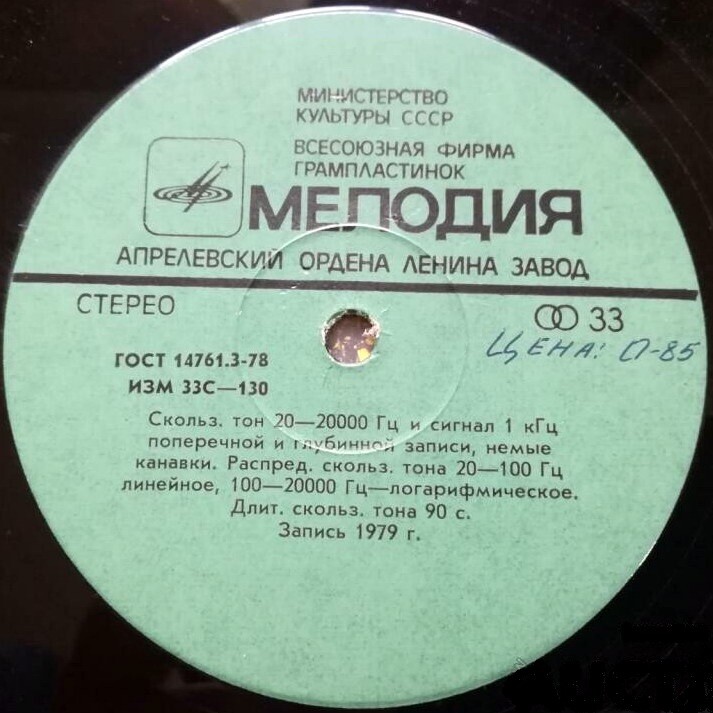 МИНИСТЕРСТВО
КУЛЬТУРЫ СССР
ВСЕСОЮЗНАЯ ФИРМА
ГРАМПЛАСТИНОК
МЕЛОДИЯ
АПРЕЛЕВСКИЙ ОРДЕНА ЛЕНИНА ЗАВОД
СТЕРЕО
33
ЦЕНА: 0-85
ГОСТ 14761.3-78
ИЗМ 33С—130
Скольз. тон 20—20000 Гц и сигнал 1 кГц
поперечной и глубинной записи, немые
канавки. Распред. скольз. тона 20—100 Гц
линейное, 100—20000 Гц—логарифмическое.
Длит. скольз. тона 90 с.
Запись 1979 г.